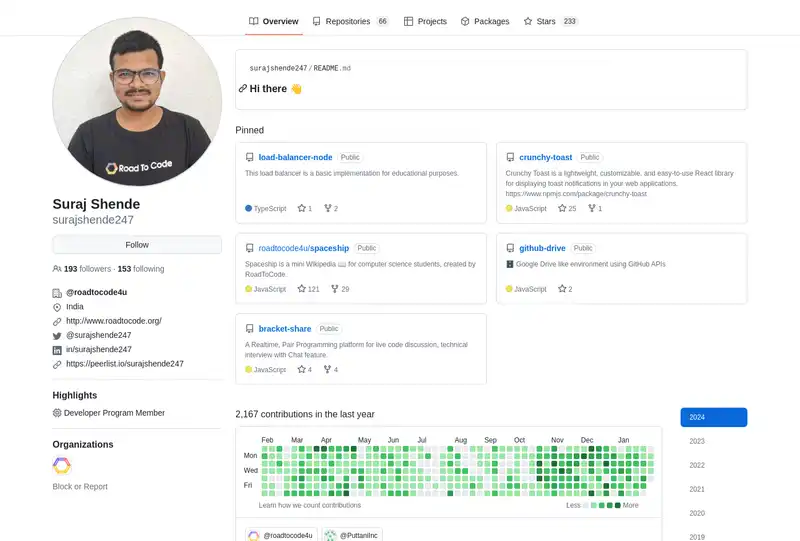 Overview
Repositories 66
Projects
Packages
Stars 233
Road To Code
Suraj Shende
surajshende247
Follow
193 followers · 153 following
@roadtocode4u
India
http://www.roadtocode.org/
@surajshende247
in/surajshende247
https://peerlist.io/surajshende247
Highlights
Developer Program Member
Organizations
Block or Report
surajshende247/README.md
Hi there 👋
Pinned
load-balancer-node Public
This load balancer is a basic implementation for educational purposes.
TypeScript 1 2
crunchy-toast Public
Crunchy Toast is a lightweight, customizable, and easy-to-use React library
for displaying toast notifications in your web applications.
https://www.npmjs.com/package/crunchy-toast
JavaScript 25 1
roadtocode4u/spaceship Public
Spaceship is a mini Wikipedia 📖 for computer science students, created by
RoadToCode.
JavaScript 121 29
github-drive Public
🗄️ Google Drive like environment using GitHub APIs
JavaScript 2
bracket-share Public
A Realtime, Pair Programming platform for live code discussion, technical
interview with Chat feature.
JavaScript 4 4
2,167 contributions in the last year
Feb Mar Apr May Jun Jul Aug Sep Oct Nov Dec Jan
Mon
Wed
Fri
Learn how we count contributions
Less More
@roadtocode4u
@PuttaniInc
2024
2023
2022
2021
2020
2019